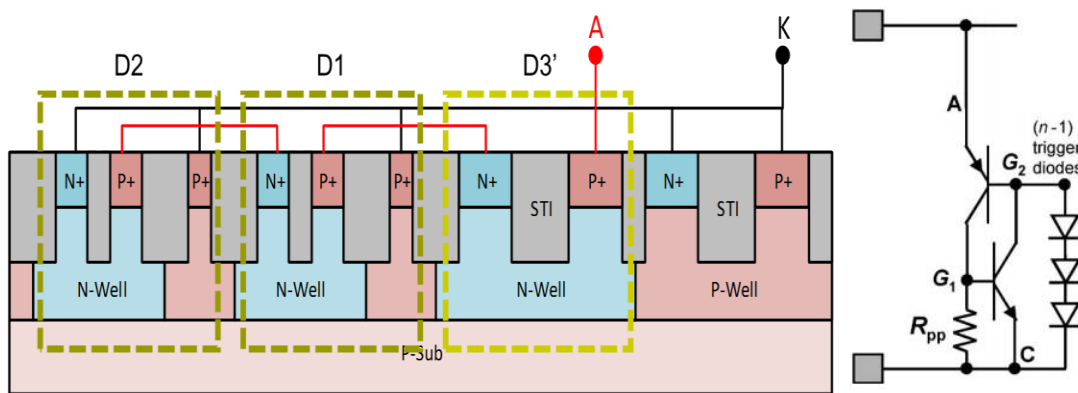 A
K
D2
D1
D3’
N+
P+
P+
N+
P+
P+
N+
STI
P+
N+
STI
P+
N-Well
N-Well
N-Well
P-Well
P-Sub
A
(n-1)
trigger
diodes
G2
G1
Rpp
C